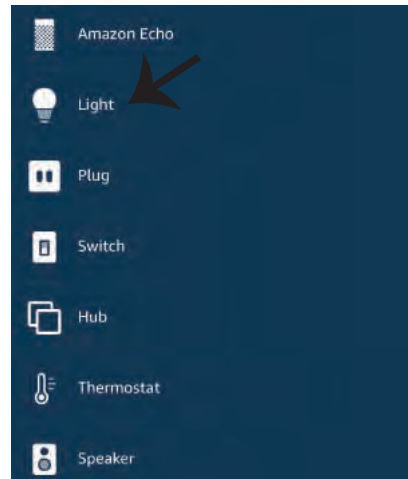 Amazon Echo
Light
Plug
Switch
Hub
Thermostat
Speaker